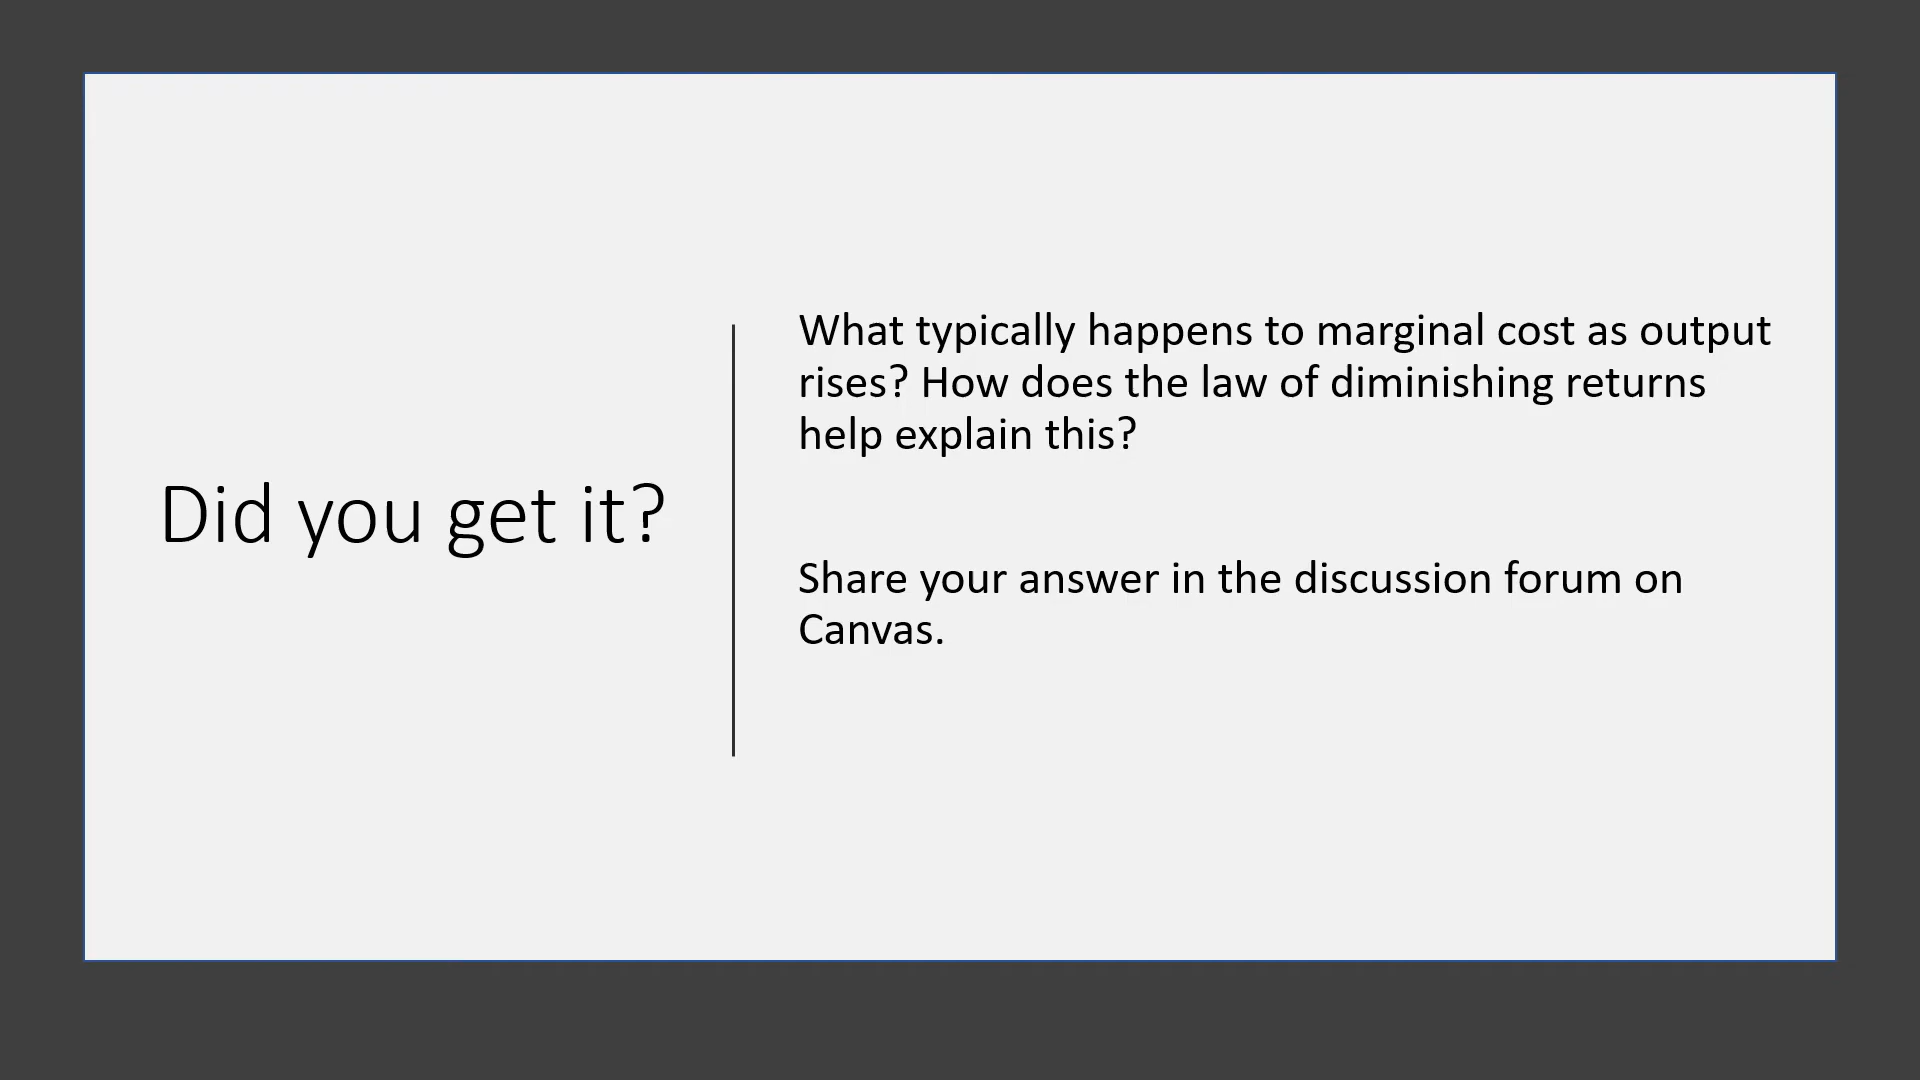 Did you get it?
What typically happens to marginal cost as output
rises? How does the law of diminishing returns
help explain this?
Share your answer in the discussion forum on
Canvas.